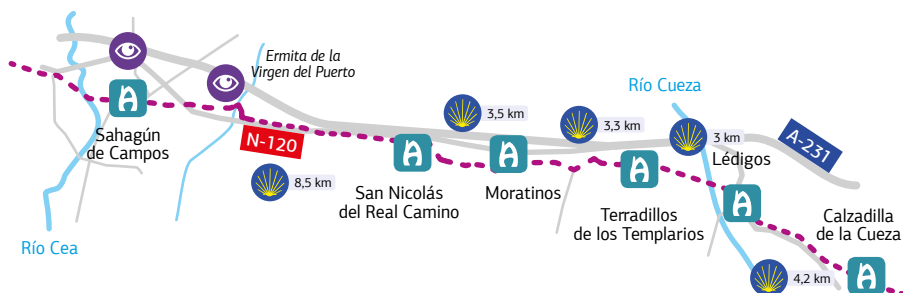 Ermita de la
Virgen del Puerto
Río Cueza
3,5 km
3,3 km
3 km
A-231
N-120
Sahagún
de Campos
Lédigos
8,5 km
San Nicolás
del Real Camino
Moratinos
Terradillos
de los Templarios
Calzadilla
de la Cueza
Río Cea
4,2 km